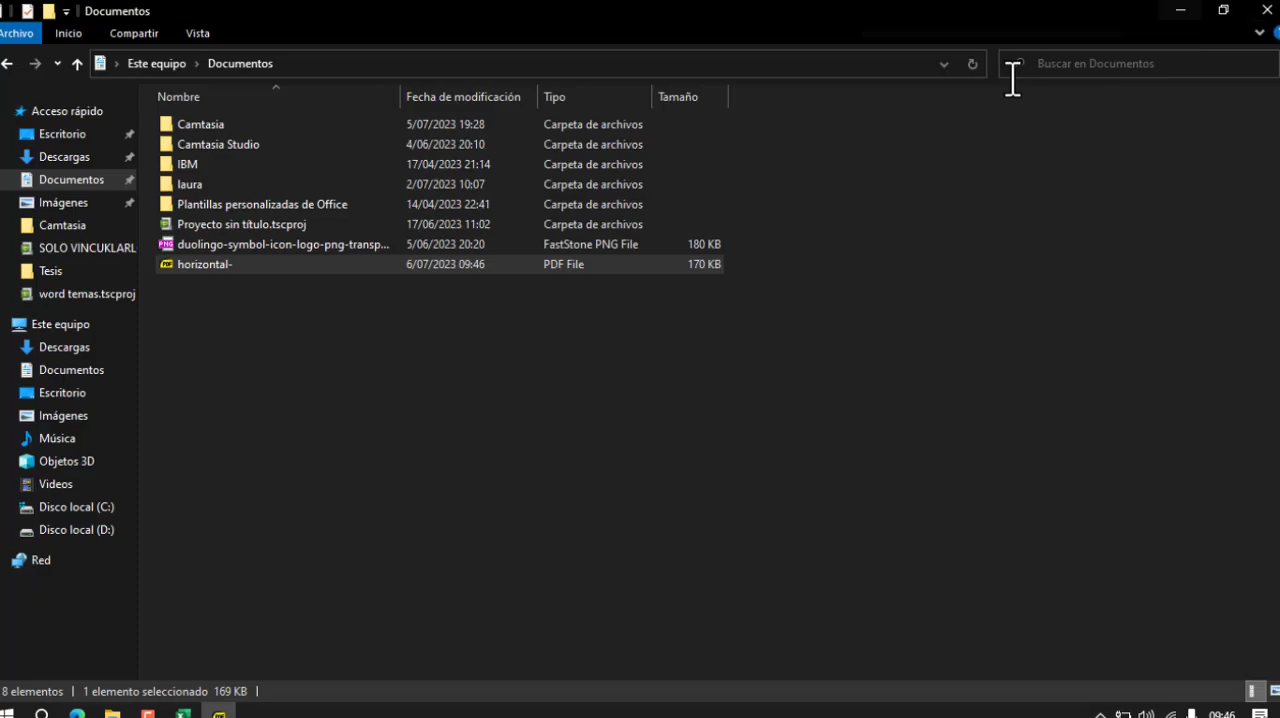 Documentos
Archivo Inicio Compartir Vista
Este equipo > Documentos Buscar en Documentos
Nombre Fecha de modificación Tipo Tamaño
Acceso rápido
Escritorio
Descargas
Documentos
Imágenes
Camtasia
SOLO VINCUKLARL
Tesis
word temas.tscproj
Este equipo
Descargas
Documentos
Escritorio
Imágenes
Música
Objetos 3D
Videos
Disco local (C:)
Disco local (D:)
Red
Camtasia 5/07/2023 19:28 Carpeta de archivos
Camtasia Studio 4/06/2023 20:10 Carpeta de archivos
IBM 17/04/2023 21:14 Carpeta de archivos
laura 2/07/2023 10:07 Carpeta de archivos
Plantillas personalizadas de Office 14/04/2023 22:41 Carpeta de archivos
Proyecto sin título.tscproj 17/06/2023 11:02 Carpeta de archivos
PNG duolingo-symbol-icon-logo-png-transp... 5/06/2023 20:20 FastStone PNG File 180 KB
PDF horizontal- 6/07/2023 09:46 PDF File 170 KB
8 elementos 1 elemento seleccionado 169 KB
09:46